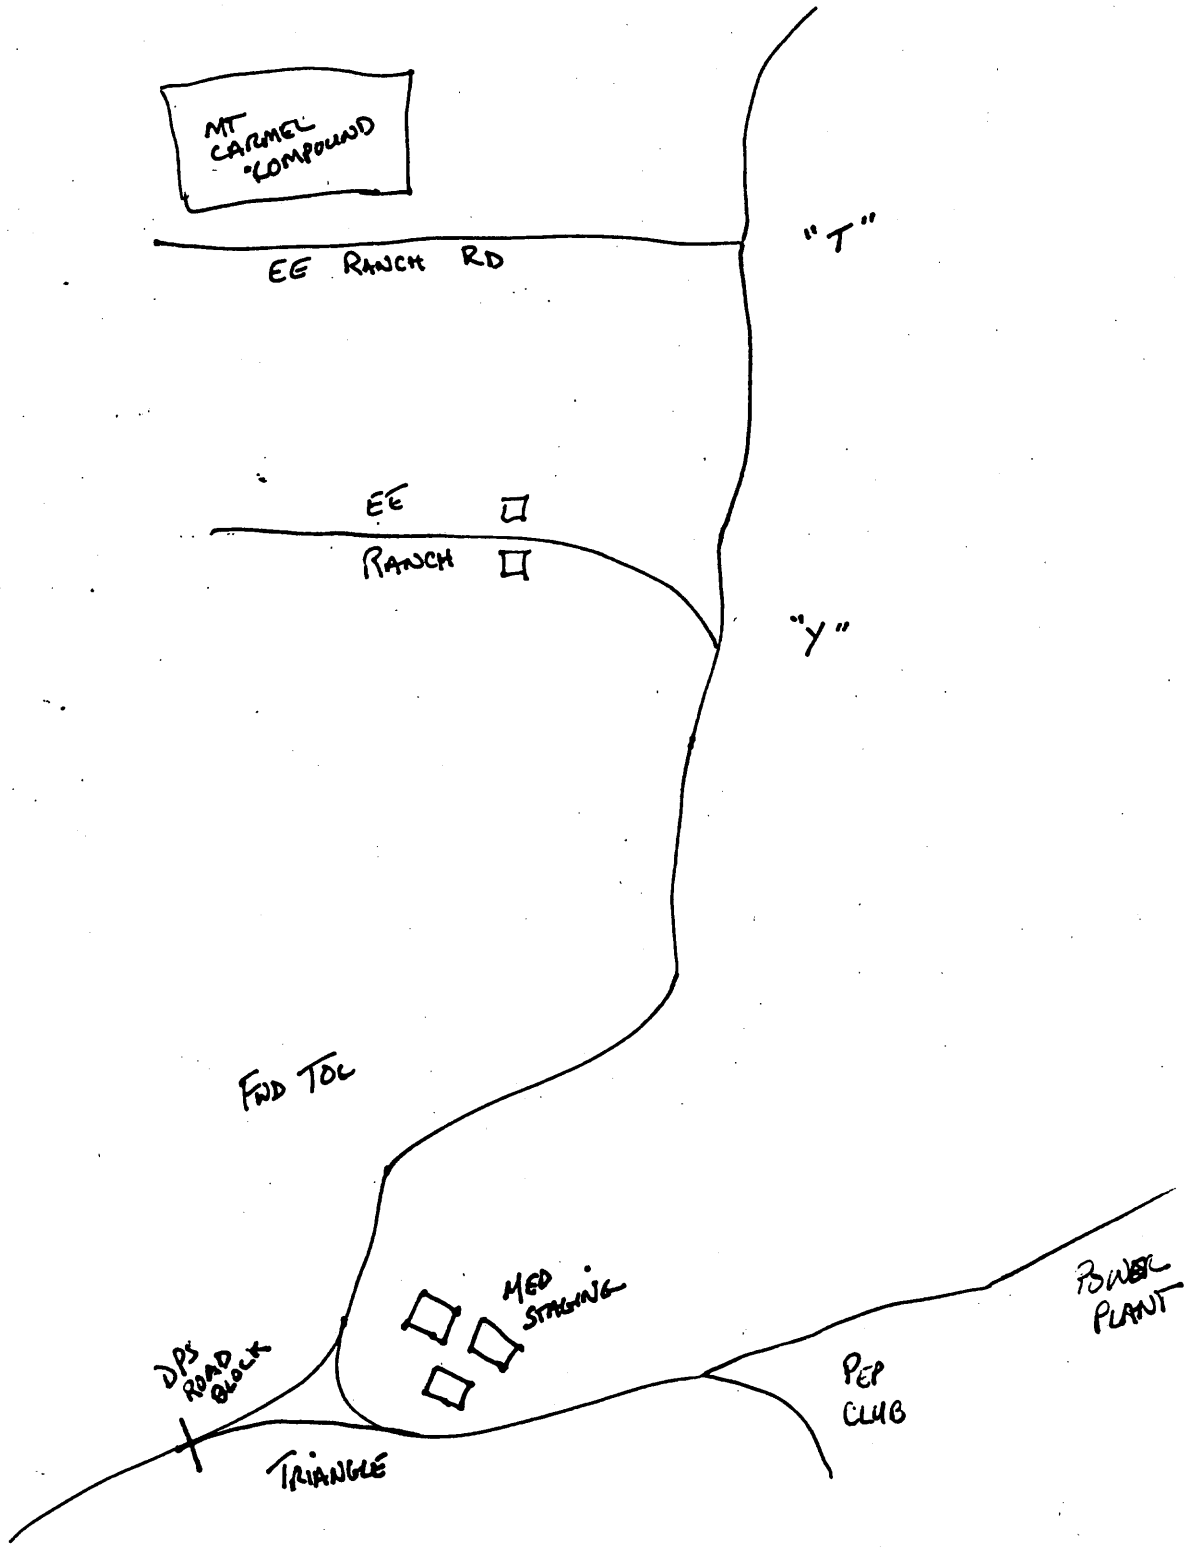 MT
CARMEL
COMPOUND
"T"
EE RANCH RD
EE
RANCH
"Y"
FWD TOC
MED
STAGING
POWER
PLANT
DPS
ROAD
BLOCK
PEP
CLUB
TRIANGLE